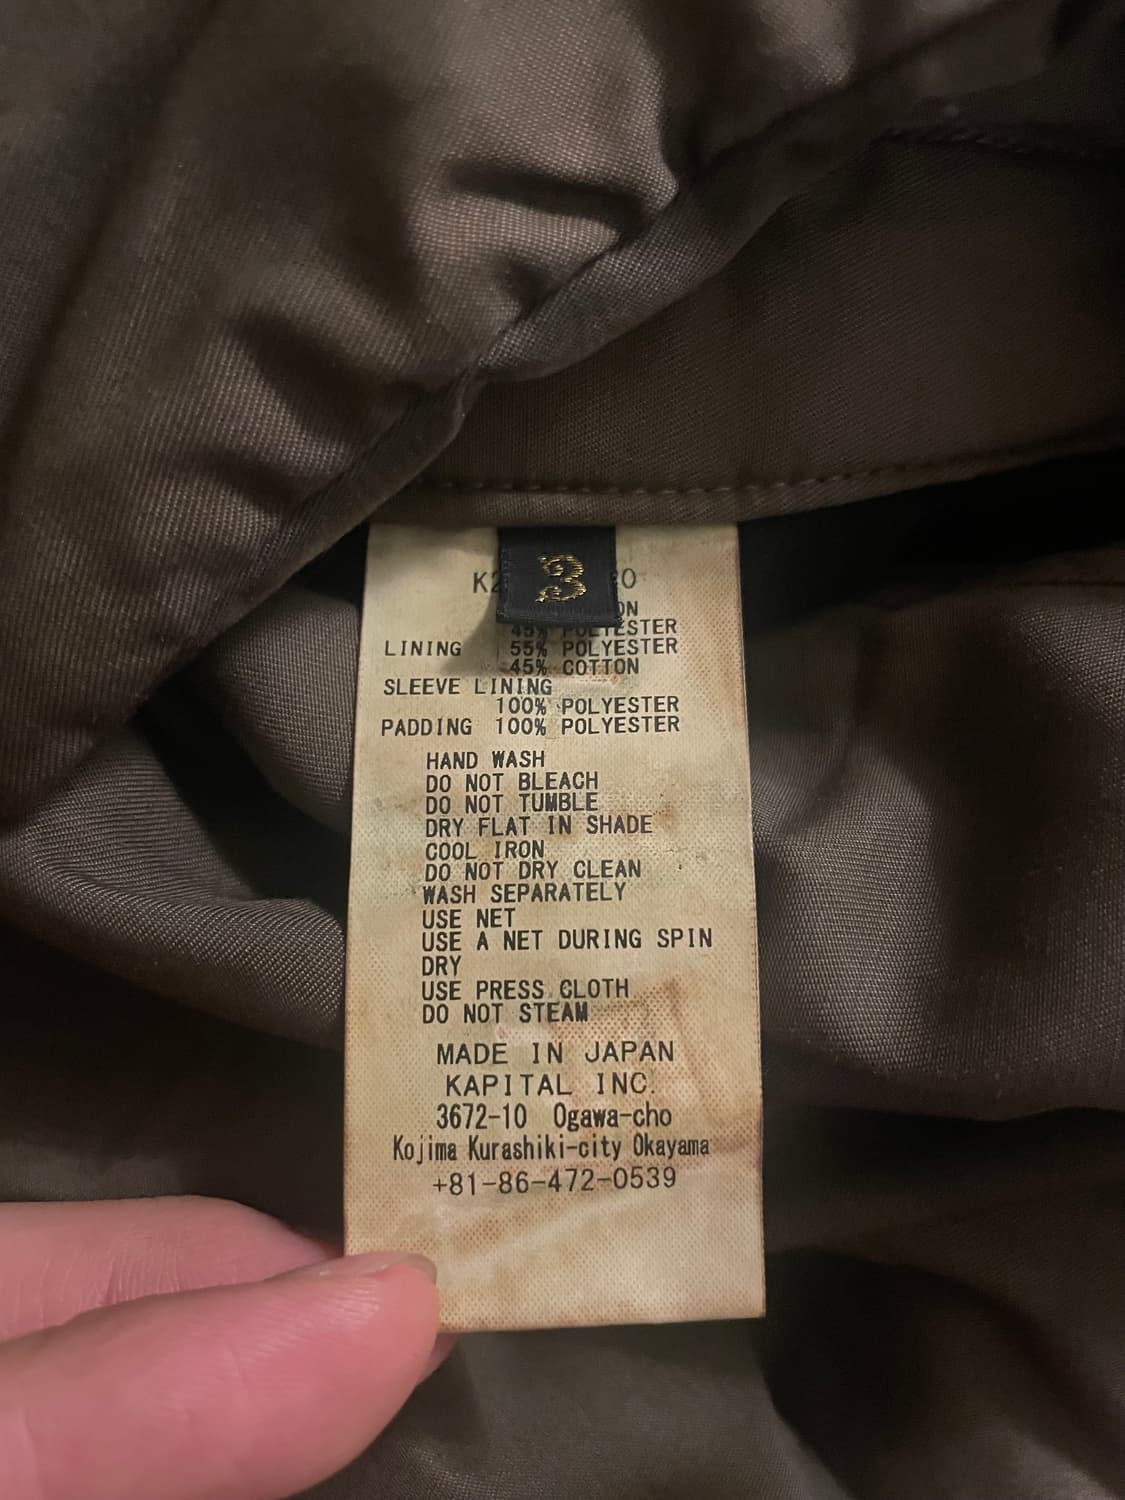 3
45% POLYESTER
LINING 55% POLYESTER
45% COTTON
SLEEVE LINING
100% POLYESTER
PADDING 100% POLYESTER
HAND WASH
DO NOT BLEACH
DO NOT TUMBLE
DRY FLAT IN SHADE
COOL IRON
DO NOT DRY CLEAN
WASH SEPARATELY
USE NET
USE A NET DURING SPIN
DRY
USE PRESS CLOTH
DO NOT STEAM
MADE IN JAPAN
KAPITAL INC.
3672-10 Ogawa-cho
Kojima Kurashiki-city Okayama
+81-86-472-0539